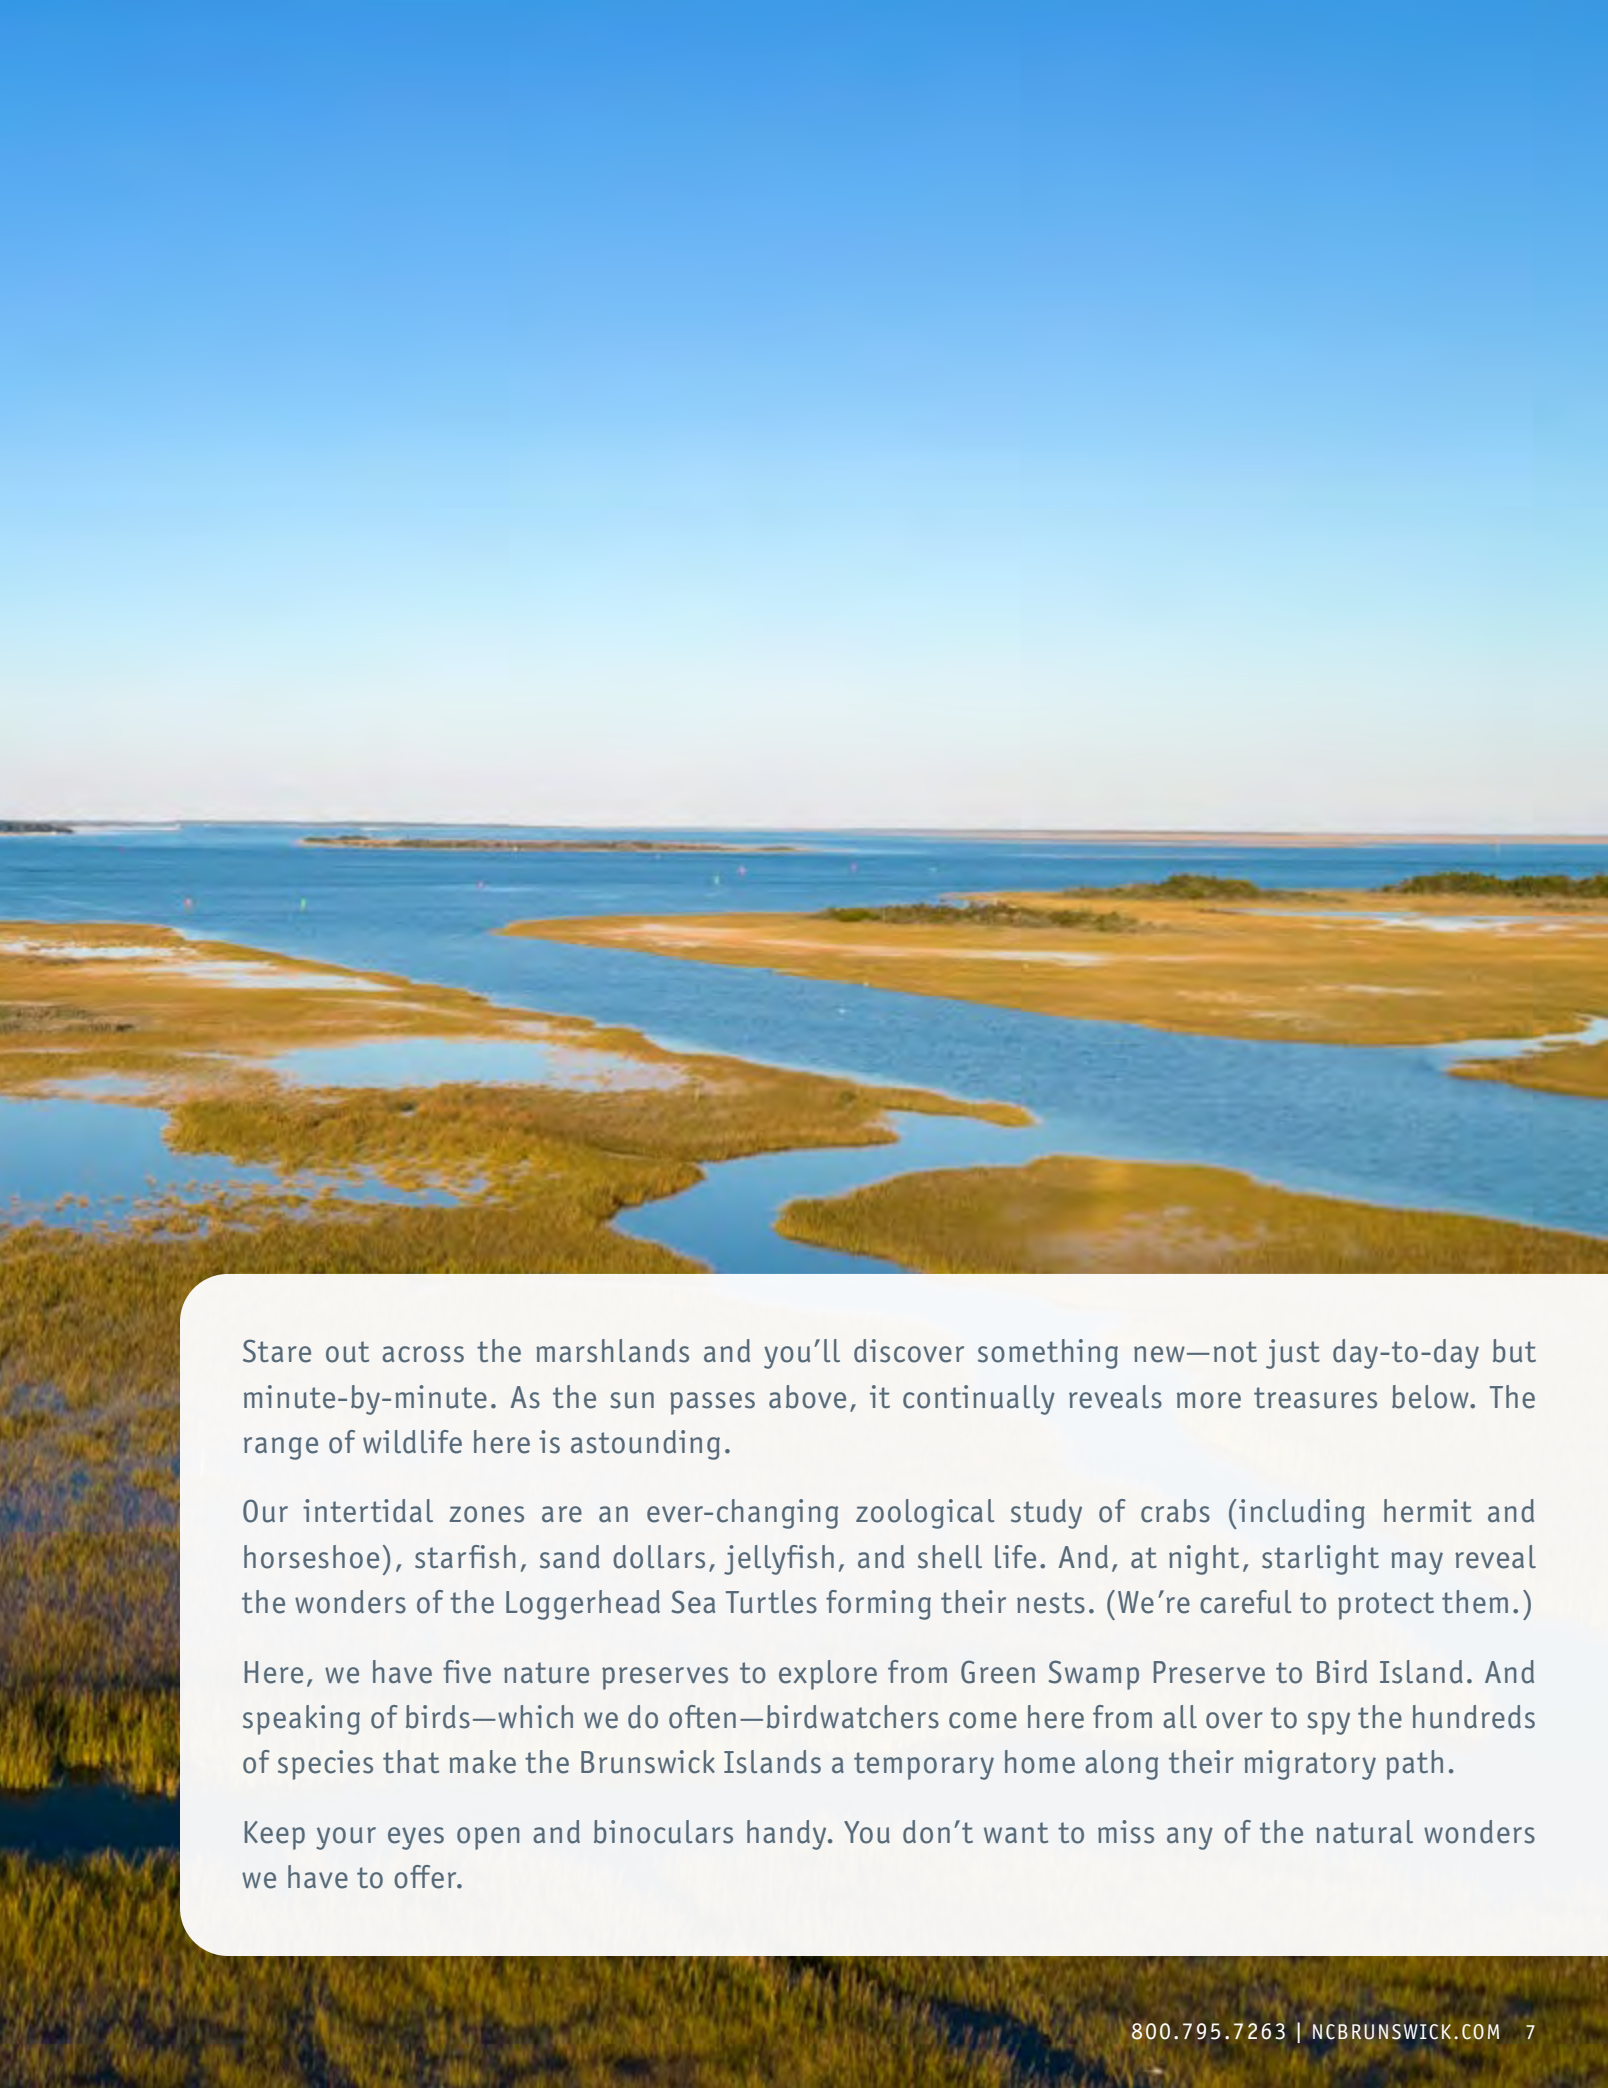 Stare out across the marshlands and you’ll discover something new—not just day-to-day but
minute-by-minute. As the sun passes above, it continually reveals more treasures below. The
range of wildlife here is astounding.
Our intertidal zones are an ever-changing zoological study of crabs (including hermit and
horseshoe), starfish, sand dollars, jellyfish, and shell life. And, at night, starlight may reveal
the wonders of the Loggerhead Sea Turtles forming their nests. (We’re careful to protect them.)
Here, we have five nature preserves to explore from Green Swamp Preserve to Bird Island. And
speaking of birds—which we do often—birdwatchers come here from all over to spy the hundreds
of species that make the Brunswick Islands a temporary home along their migratory path.
Keep your eyes open and binoculars handy. You don’t want to miss any of the natural wonders
we have to offer.
800.795.7263 | NCBRUNSWICK.COM 7